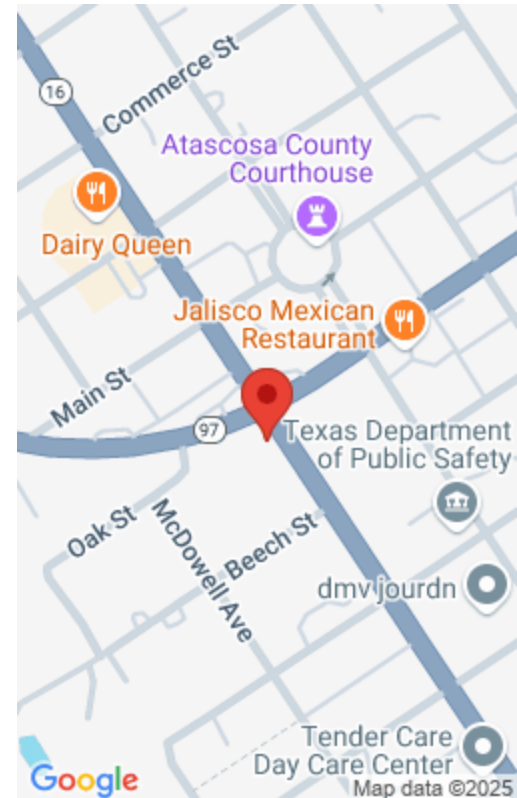 Commerce St
16
Atascosa County
Courthouse
Dairy Queen
Jalisco Mexican
Restaurant
Main St
97
Texas Department
of Public Safety
Oak St
McDowell Ave
Beech St
dmv jourdn
Tender Care
Day Care Center
Google
Map data ©2025